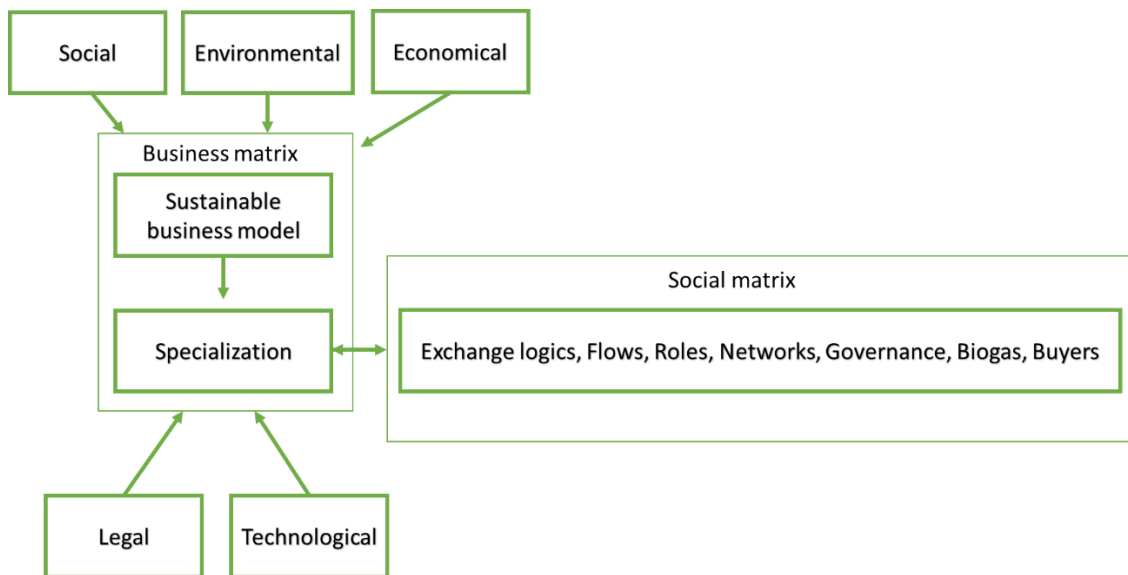 Social
Environmental
Economical
Business matrix
Sustainable
business model
Social matrix
Specialization
Exchange logics, Flows, Roles, Networks, Governance, Biogas, Buyers
Legal
Technological